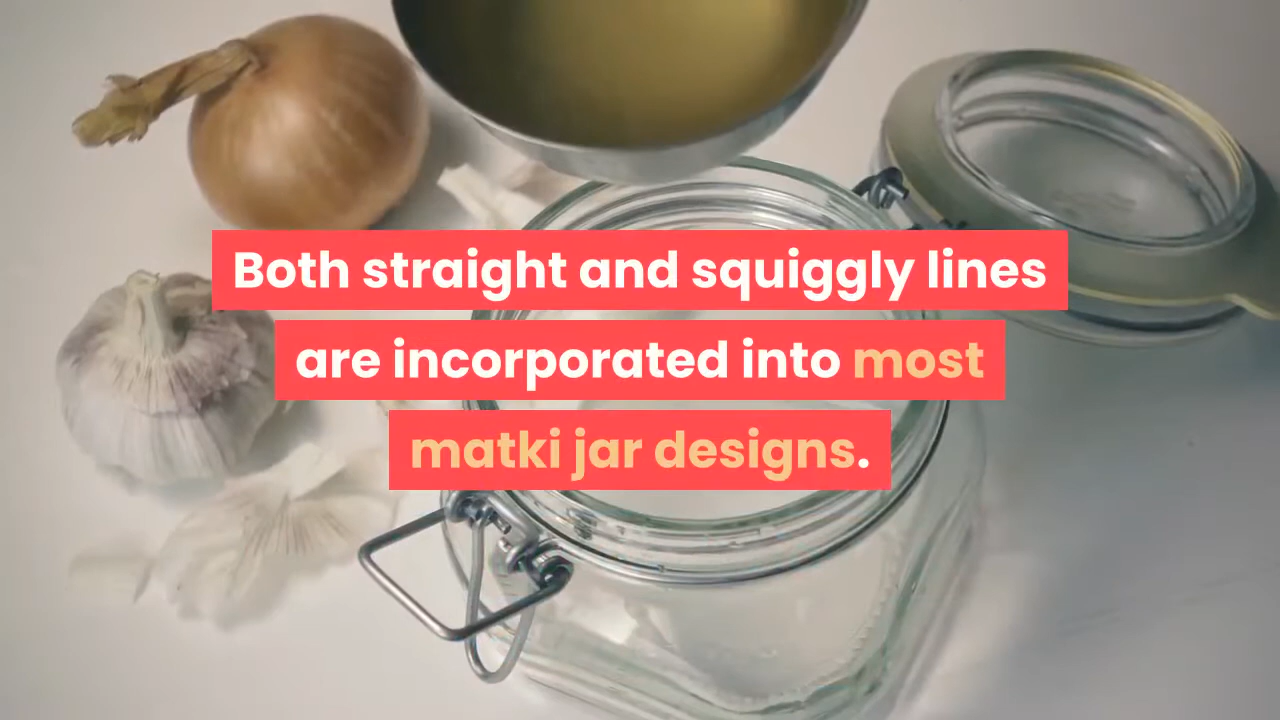 Both straight and squiggly lines
are incorporated into most
matki jar designs.